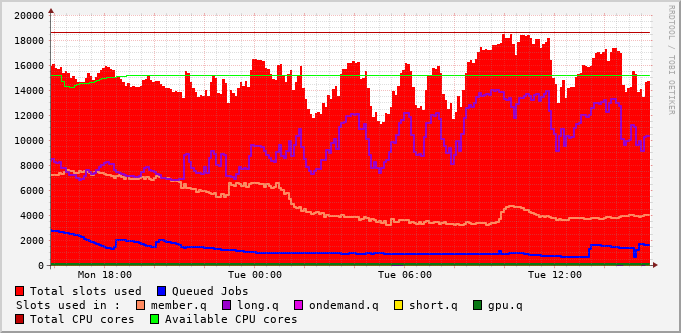 20000
18000
16000
14000
12000
10000
8000
6000
4000
2000
0
Mon 18:00 Tue 00:00 Tue 06:00 Tue 12:00
Total slots used Queued Jobs
Slots used in : member.q long.q ondemand.q short.q gpu.q
Total CPU cores Available CPU cores
RRDTOOL / TOBI OETIKER